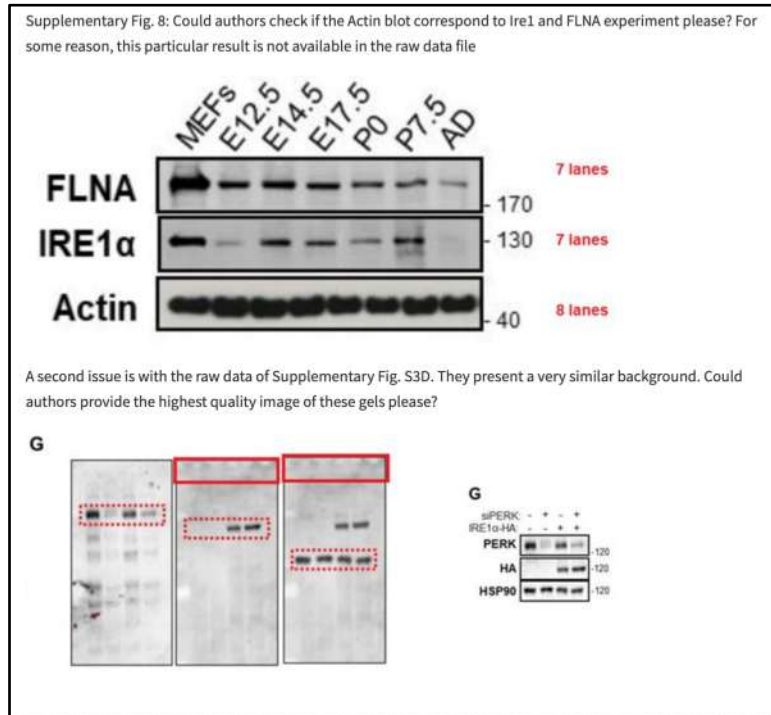 Supplementary Fig. 8: Could authors check if the Actin blot correspond to Ire1 and FLNA experiment please? For
some reason, this particular result is not available in the raw data file
MEFs E12.5 E14.5 E17.5 P0 P7.5 AD
FLNA - 170 7 lanes
IRE1α - 130 7 lanes
Actin - 40 8 lanes
A second issue is with the raw data of Supplementary Fig. S3D. They present a very similar background. Could
authors provide the highest quality image of these gels please?
G
G
siPERK: - + - +
IRE1α-HA: - - + +
PERK -120
HA -120
HSP90 -120